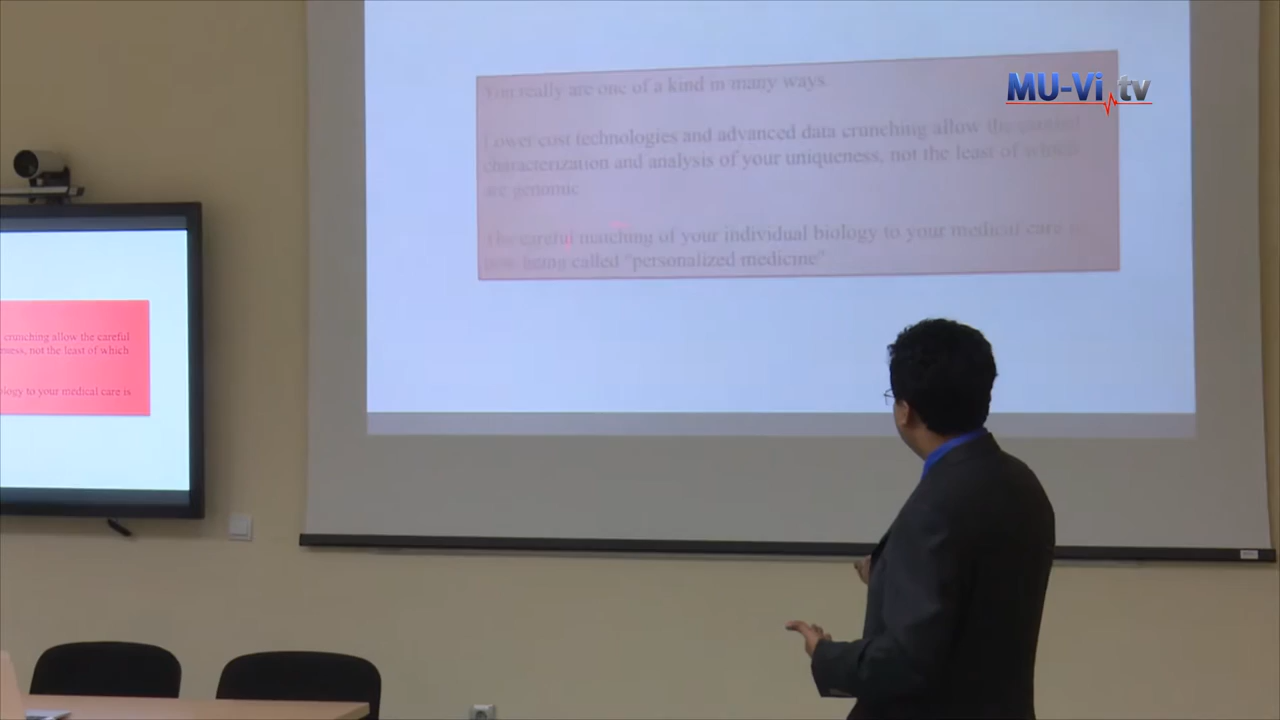 MU-Vi.tv
You really are one of a kind in many ways.
Lower cost technologies and advanced data crunching allow the careful
characterization and analysis of your uniqueness, not the least of which
are genomic
The careful matching of your individual biology to your medical care is
now being called "personalized medicine"
crunching allow the careful
not the least of which
to your medical care is